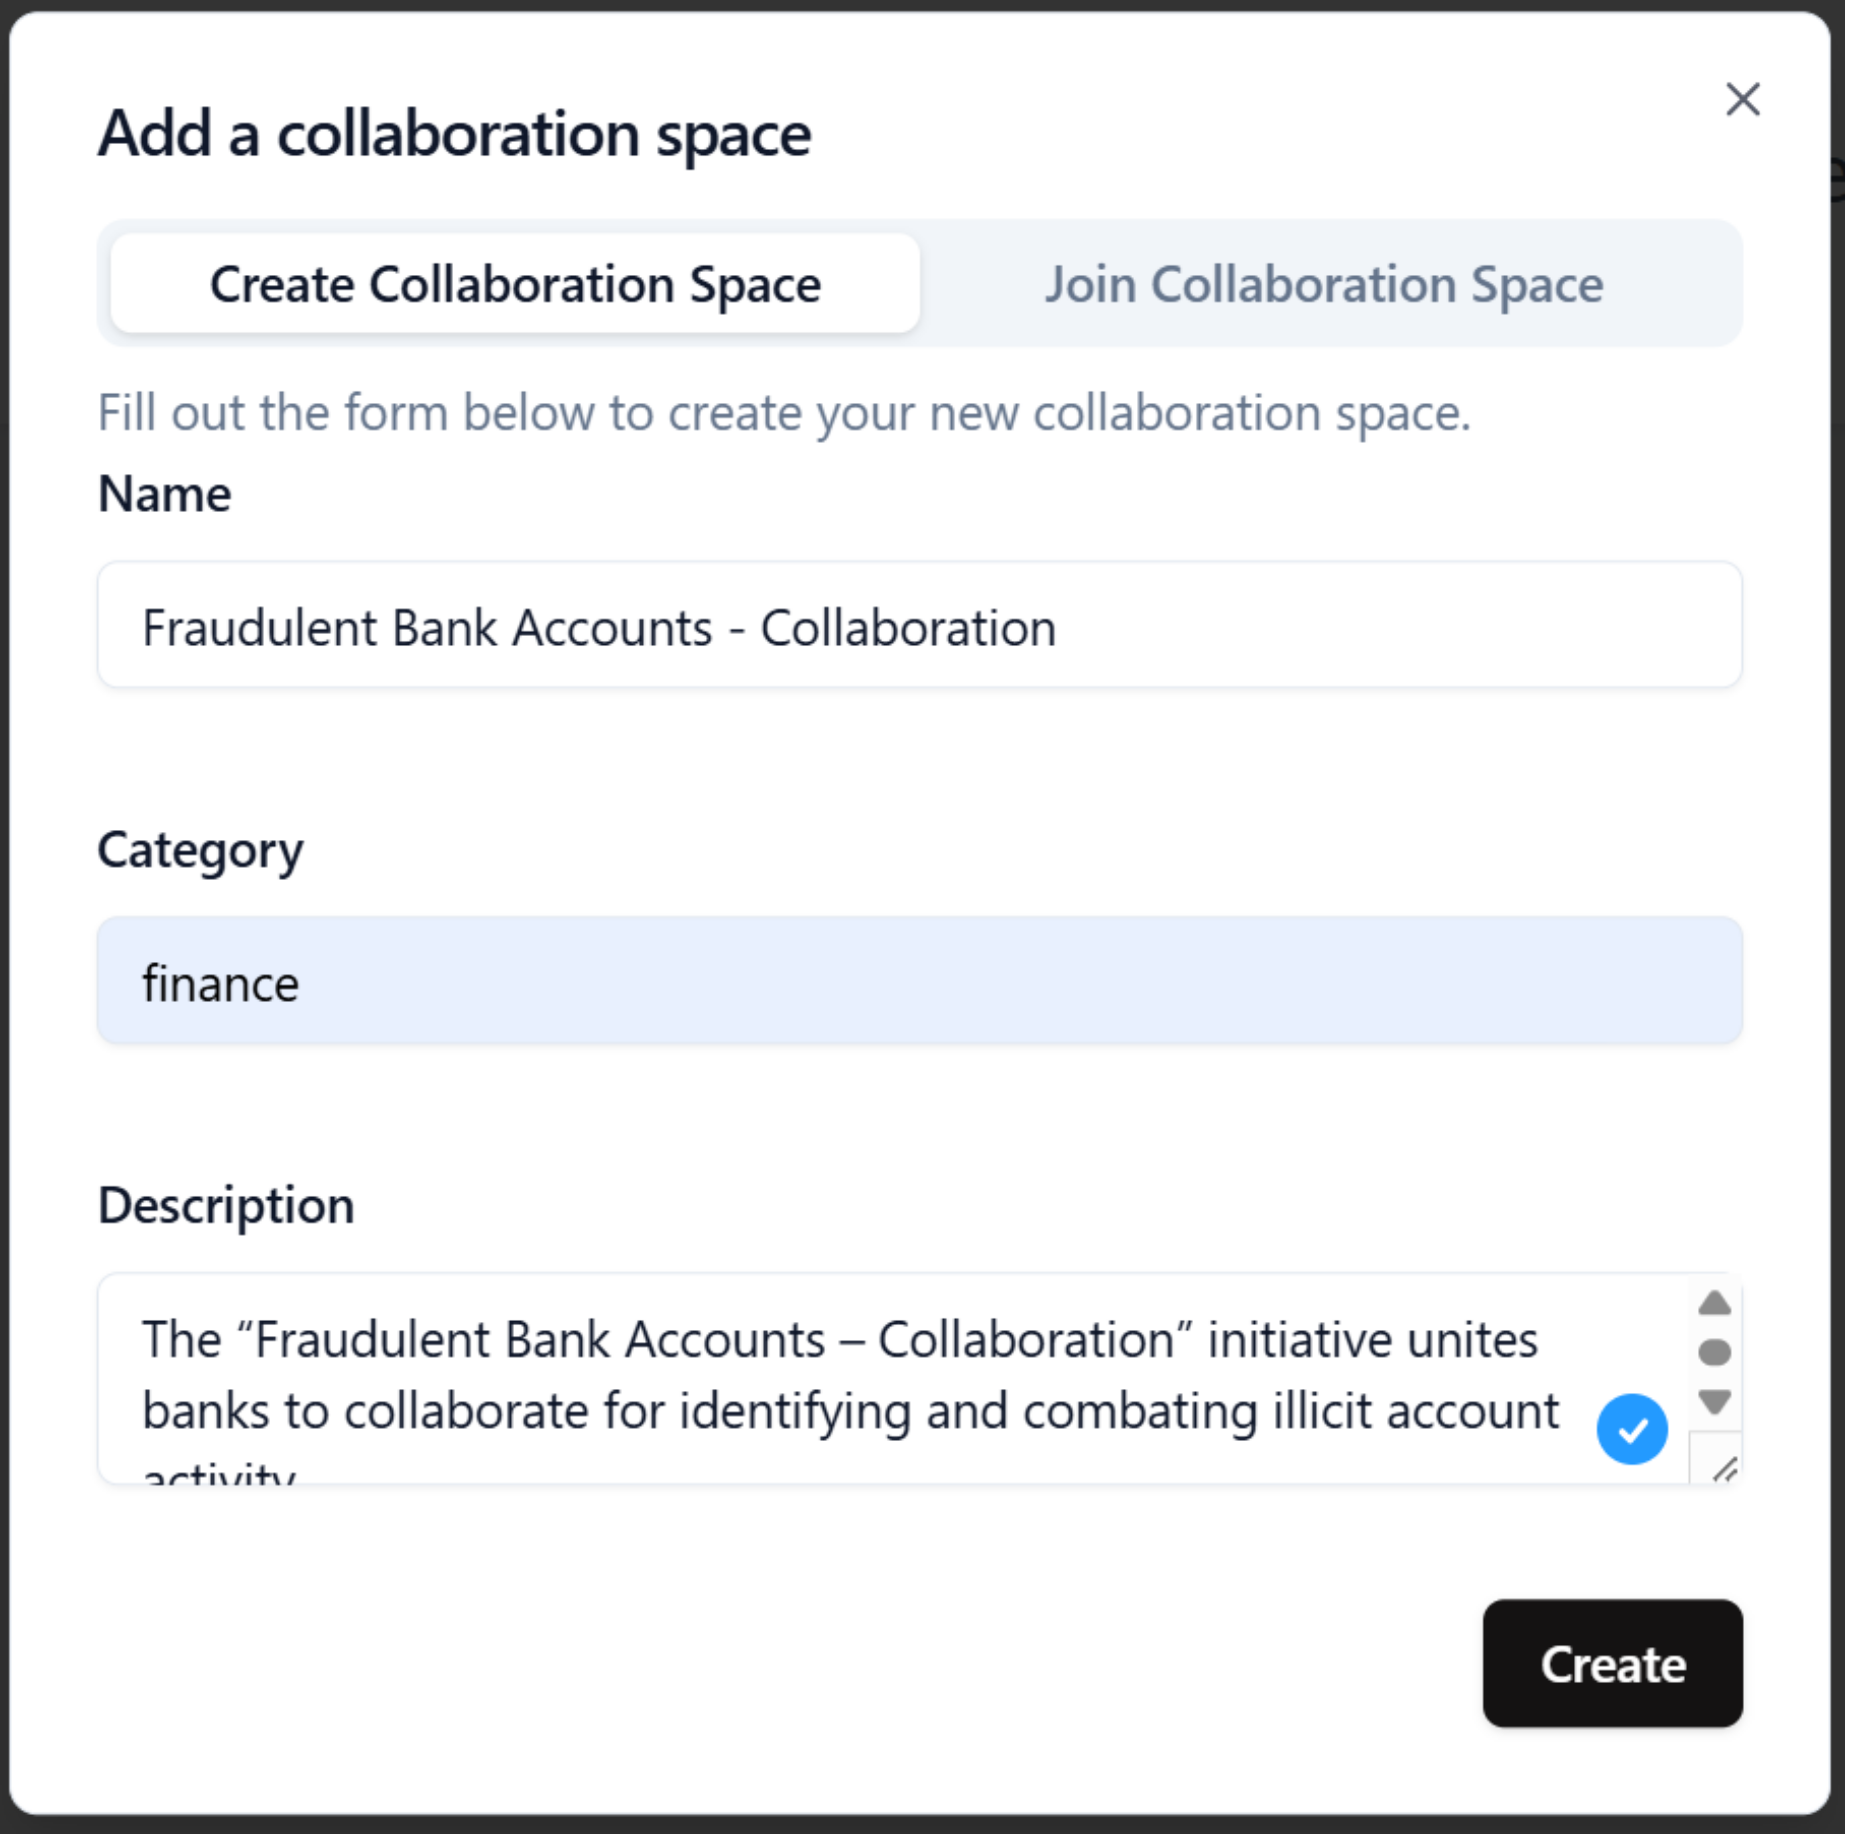 Add a collaboration space
Create Collaboration Space
Join Collaboration Space
Fill out the form below to create your new collaboration space.
Name
Fraudulent Bank Accounts - Collaboration
Category
finance
Description
The “Fraudulent Bank Accounts – Collaboration” initiative unites
banks to collaborate for identifying and combating illicit account
activity
Create